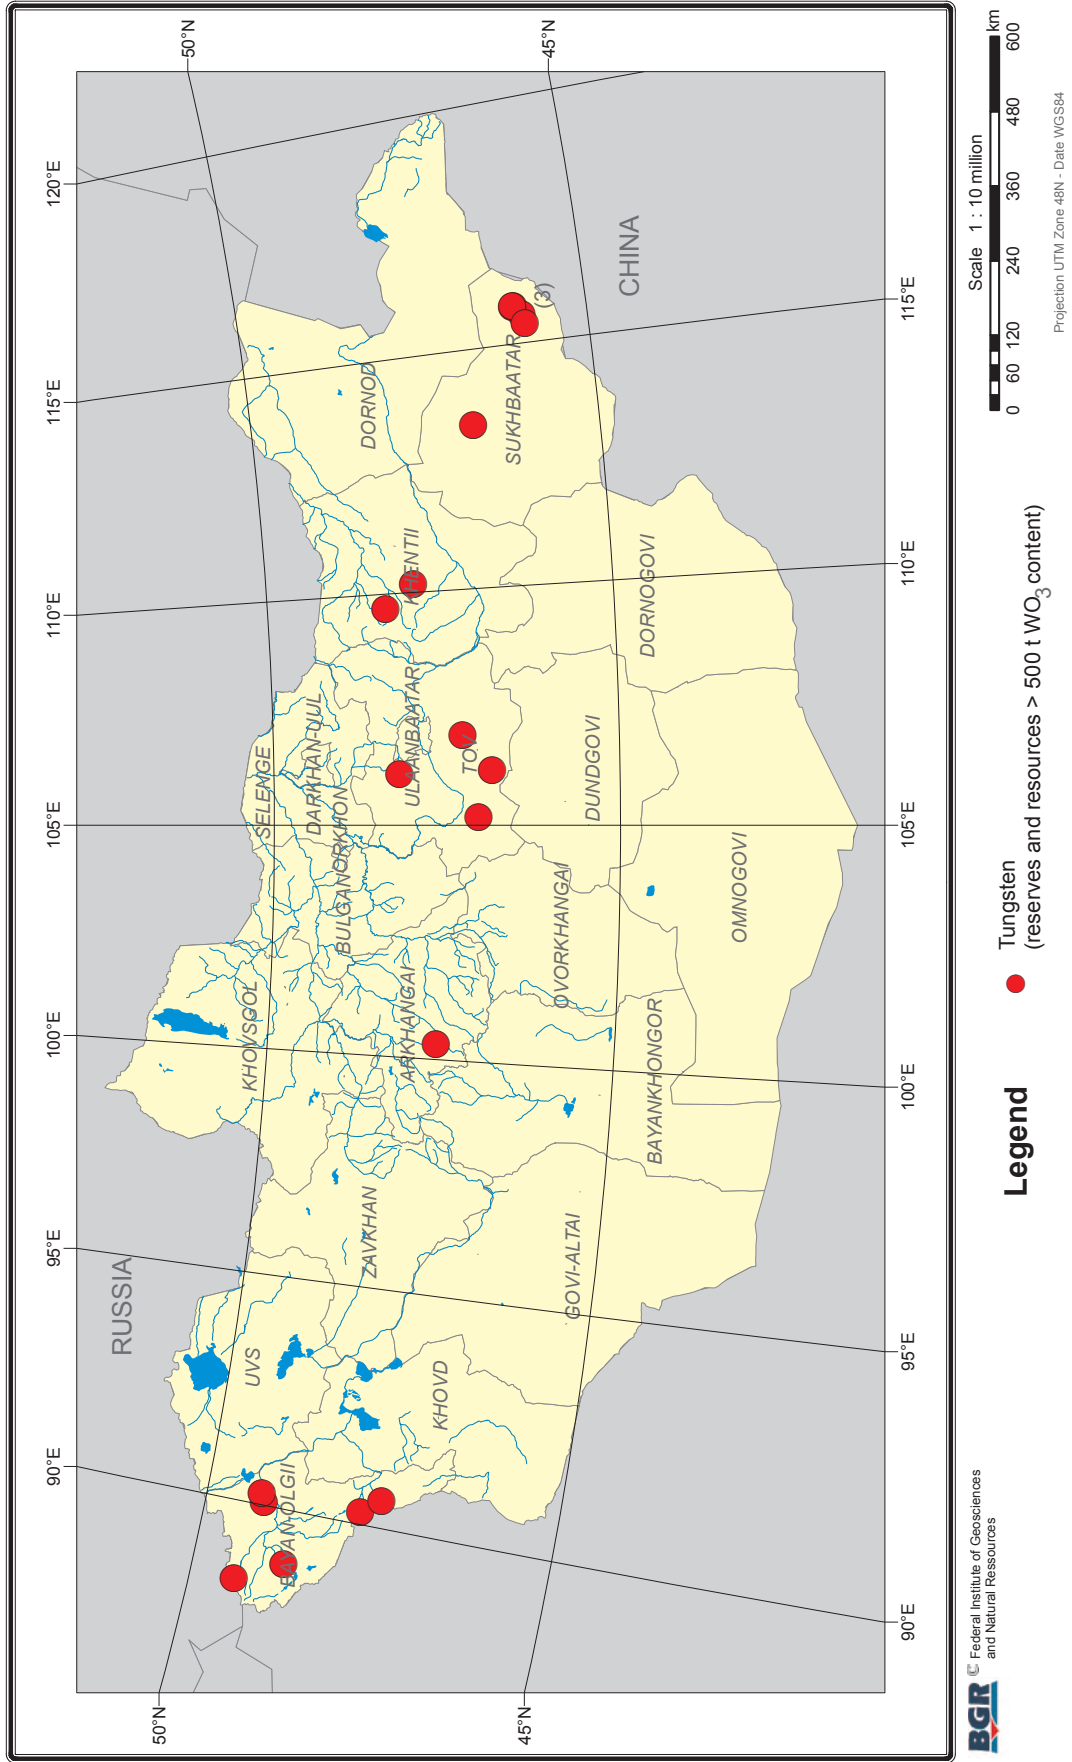 50°N
45°N
120°E
115°E
110°E
105°E
100°E
95°E
90°E
RUSSIA
CHINA
UVS
BAYAN-OLGII
KHOVD
ZAVKHAN
GOVI-ALTAI
KHOVSGOL
ARKHANGAI
BAYANKHONGOR
OVORKHANGAI
BULGAN
ORKHON
SELENGE
DARKHAN-UUL
ULAANBAATAR
TOV
DUNDGOVI
OMNOGOVI
KHENTII
DORNOGOVI
DORNOD
SUKHBAATAR
(3)
115°E
110°E
100°E
95°E
90°E
50°N
45°N
BGR
© Federal Institute of Geosciences
and Natural Ressources
Legend
Tungsten
(reserves and resources > 500 t WO3 content)
Scale 1 : 10 million
km
0 60 120 240 360 480 600
Projection UTM Zone 48N - Date WGS84